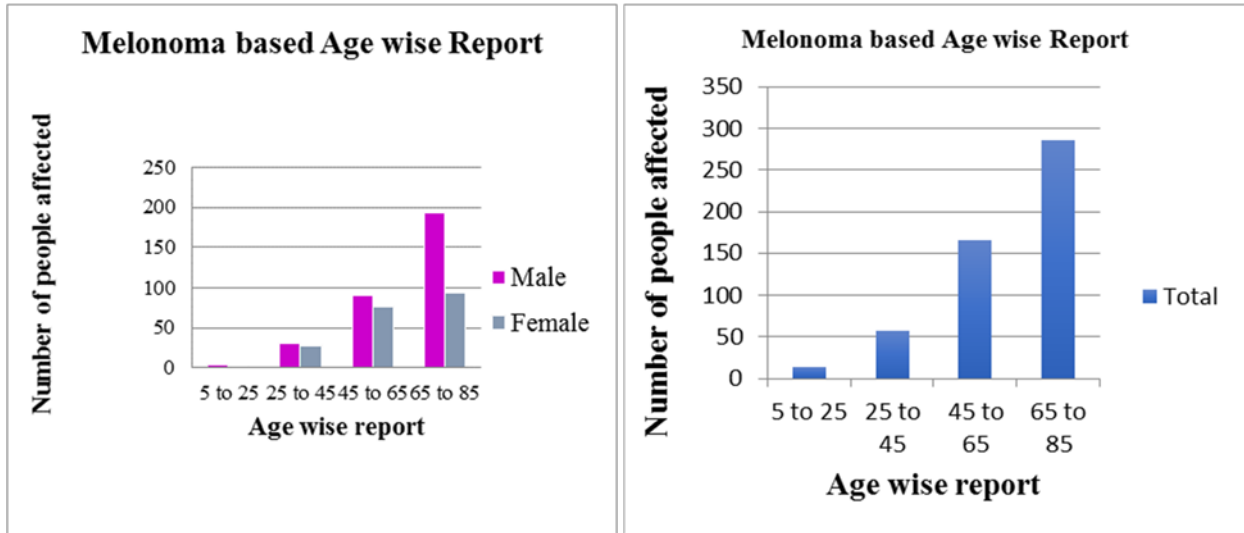 Melonoma based Age wise Report
Number of people affected
250
200
150
100
50
0
5 to 25 25 to 45 45 to 65 65 to 85
Age wise report
Male
Female
Melonoma based Age wise Report
Number of people affected
350
300
250
200
150
100
50
0
5 to 25 25 to 45 to 65 to
45 65 85
Age wise report
Total